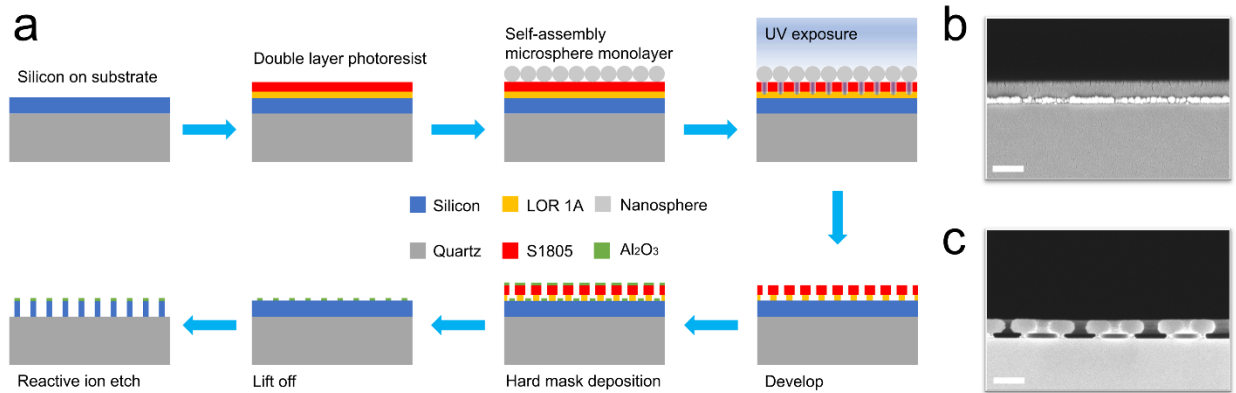 a
Silicon on substrate
Double layer photoresist
Self-assembly
microsphere monolayer
UV exposure
b
Silicon
LOR 1A
Nanosphere
Quartz
S1805
Al₂O₃
c
Reactive ion etch
Lift off
Hard mask deposition
Develop